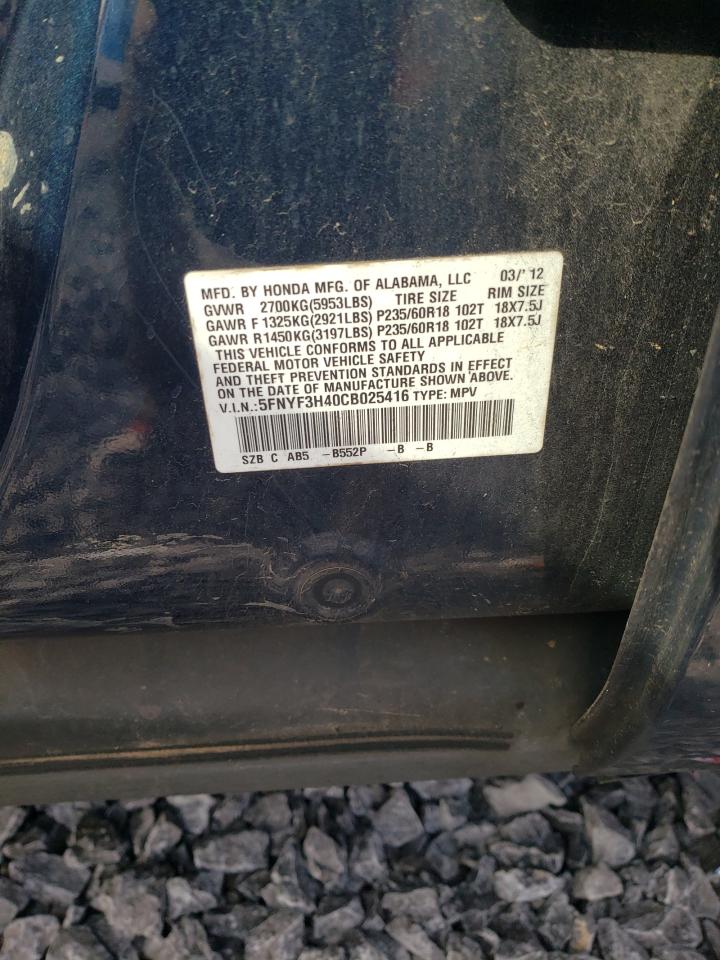 MFD. BY HONDA MFG. OF ALABAMA, LLC 03/' 12
GVWR 2700KG(5953LBS) TIRE SIZE RIM SIZE
GAWR F 1325KG(2921LBS) P235/60R18 102T 18X7.5J
GAWR R1450KG(3197LBS) P235/60R18 102T 18X7.5J
THIS VEHICLE CONFORMS TO ALL APPLICABLE
FEDERAL MOTOR VEHICLE SAFETY
AND THEFT PREVENTION STANDARDS IN EFFECT
ON THE DATE OF MANUFACTURE SHOWN ABOVE.
V.I.N.:5FNYF3H40CB025416 TYPE: MPV
SZB C AB5 -B552P -B -B